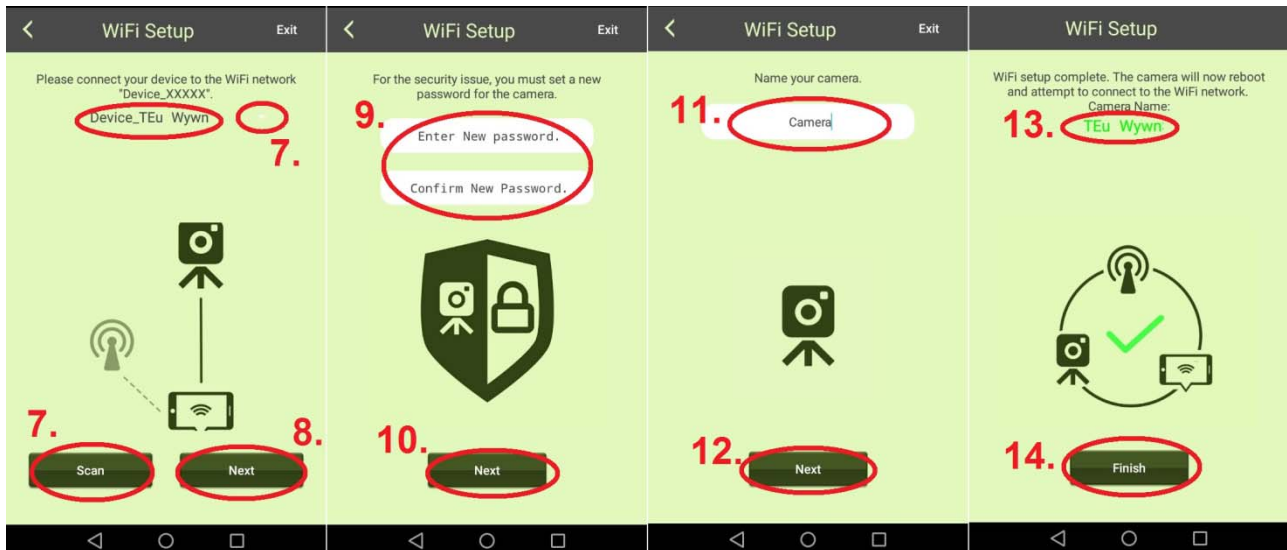 WiFi Setup Exit
Please connect your device to the WiFi network
"Device_XXXXX".
Device_TEu Wywn
7.
7.
8.
Scan
Next
WiFi Setup Exit
For the security issue, you must set a new
password for the camera.
9.
Enter New password.
Confirm New Password.
10.
Next
WiFi Setup Exit
Name your camera.
11.
Camera
12.
Next
WiFi Setup
WiFi setup complete. The camera will now reboot
and attempt to connect to the WiFi network.
Camera Name:
13.
TEu Wywn
14.
Finish